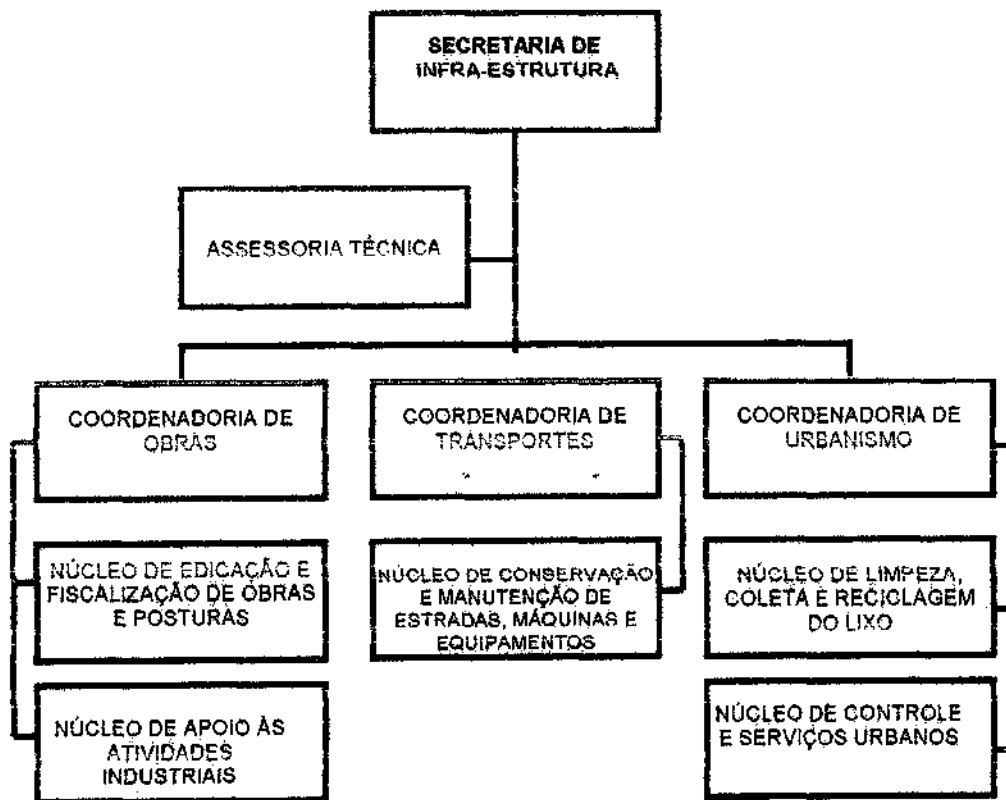 SECRETARIA DE
INFRA-ESTRUTURA
ASSESSORIA TÉCNICA
COORDENADORIA DE
OBRAS
COORDENADORIA DE
TRANSPORTES
COORDENADORIA DE
URBANISMO
NÚCLEO DE EDICAÇÃO E
FISCALIZAÇÃO DE OBRAS
E POSTURAS
NÚCLEO DE CONSERVAÇÃO
E MANUTENÇÃO DE
ESTRADAS, MÁQUINAS E
EQUIPAMENTOS
NÚCLEO DE LIMPEZA,
COLETA E RECICLAGEM
DO LIXO
NÚCLEO DE APOIO ÀS
ATIVIDADES
INDUSTRIAIS
NÚCLEO DE CONTROLE
E SERVIÇOS URBANOS